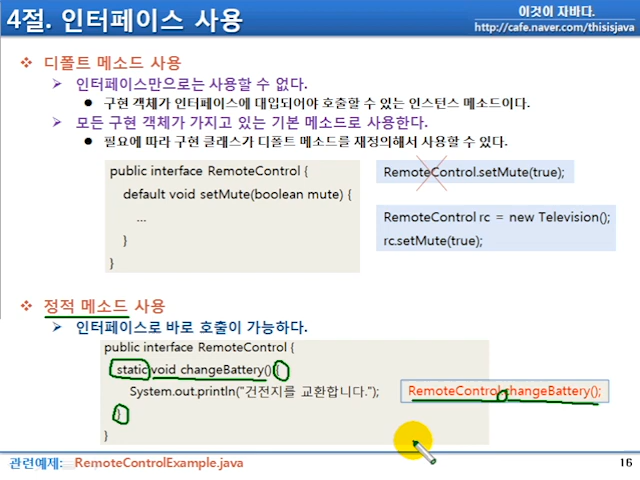 4절. 인터페이스 사용
이것이 자바다.
http://cafe.naver.com/thisisjava
디폴트 메소드 사용
인터페이스만으로는 사용할 수 없다.
구현 객체가 인터페이스에 대입되어야 호출할 수 있는 인스턴스 메소드이다.
모든 구현 객체가 가지고 있는 기본 메소드로 사용한다.
필요에 따라 구현 클래스가 디폴트 메소드를 재정의해서 사용할 수 있다.
public interface RemoteControl {
default void setMute(boolean mute) {
...
}
}
RemoteControl.setMute(true);
RemoteControl rc = new Television();
rc.setMute(true);
정적 메소드 사용
인터페이스로 바로 호출이 가능하다.
public interface RemoteControl {
static void changeBattery() {
System.out.println("건전지를 교환합니다.");
}
}
RemoteControl.changeBattery();
관련예제: RemoteControlExample.java
16